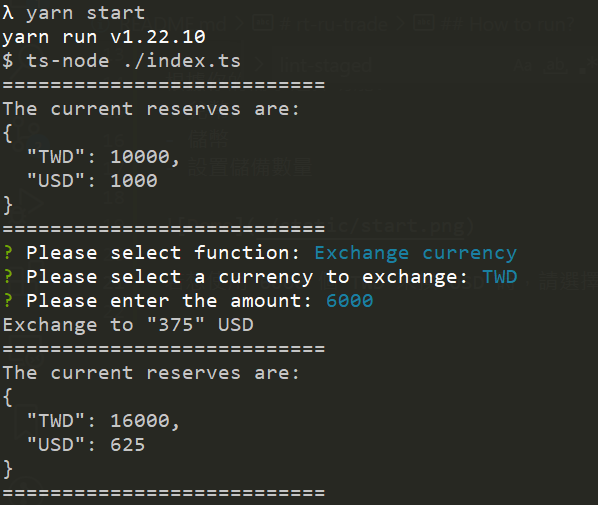 λ yarn start
yarn run v1.22.10
$ ts-node ./index.ts
===========================
The current reserves are:
{
  "TWD": 10000,
  "USD": 1000
}
===========================
? Please select function: Exchange currency
? Please select a currency to exchange: TWD
? Please enter the amount: 6000
Exchange to "375" USD
===========================
The current reserves are:
{
  "TWD": 16000,
  "USD": 625
}
===========================